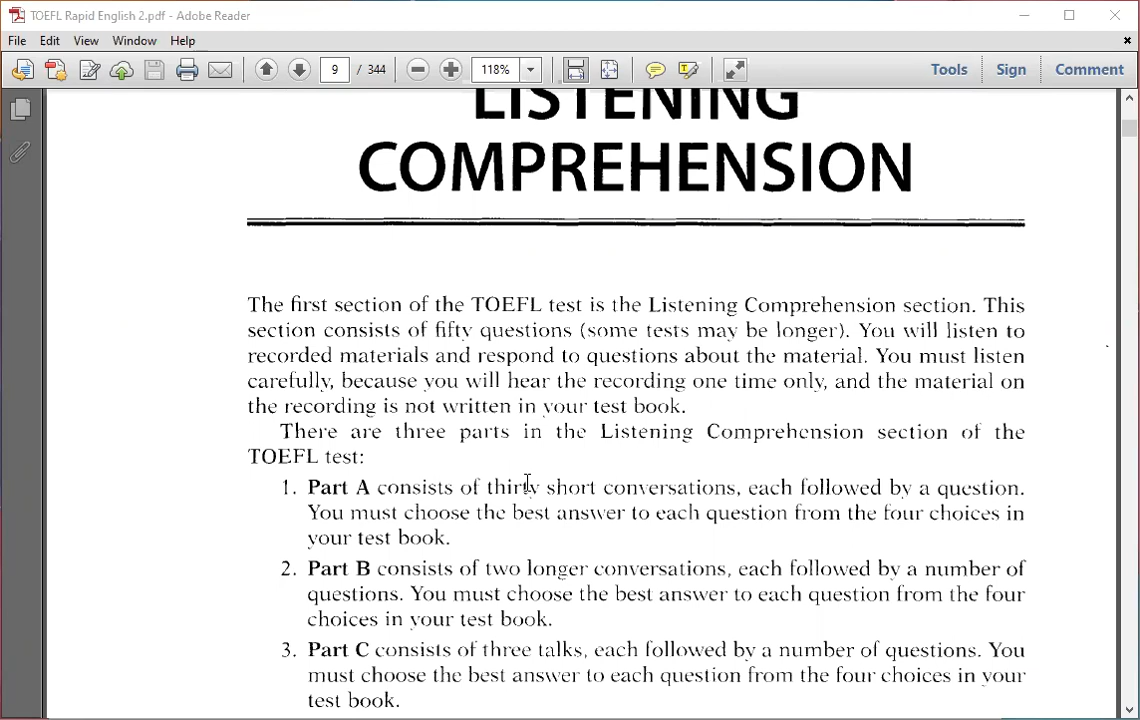 TOEFL Rapid English 2.pdf - Adobe Reader
File Edit View Window Help
9 / 344 118% Tools Sign Comment
LISTENING
COMPREHENSION
The first section of the TOEFL test is the Listening Comprehension section. This
section consists of fifty questions (some tests may be longer). You will listen to
recorded materials and respond to questions about the material. You must listen
carefully, because you will hear the recording one time only, and the material on
the recording is not written in your test book.
There are three parts in the Listening Comprehension section of the
TOEFL test:
1. Part A consists of thirty short conversations, each followed by a question.
You must choose the best answer to each question from the four choices in
your test book.
2. Part B consists of two longer conversations, each followed by a number of
questions. You must choose the best answer to each question from the four
choices in your test book.
3. Part C consists of three talks, each followed by a number of questions. You
must choose the best answer to each question from the four choices in your
test book.